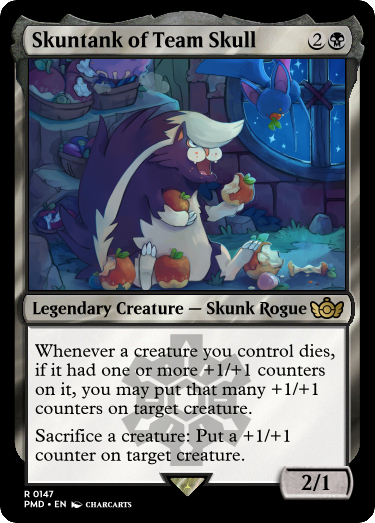 Skuntank of Team Skull 2
Legendary Creature — Skunk Rogue
Whenever a creature you control dies,
if it had one or more +1/+1 counters
on it, you may put that many +1/+1
counters on target creature.
Sacrifice a creature: Put a +1/+1
counter on target creature.
2/1
R 0147
PMD • EN CHARCARTS